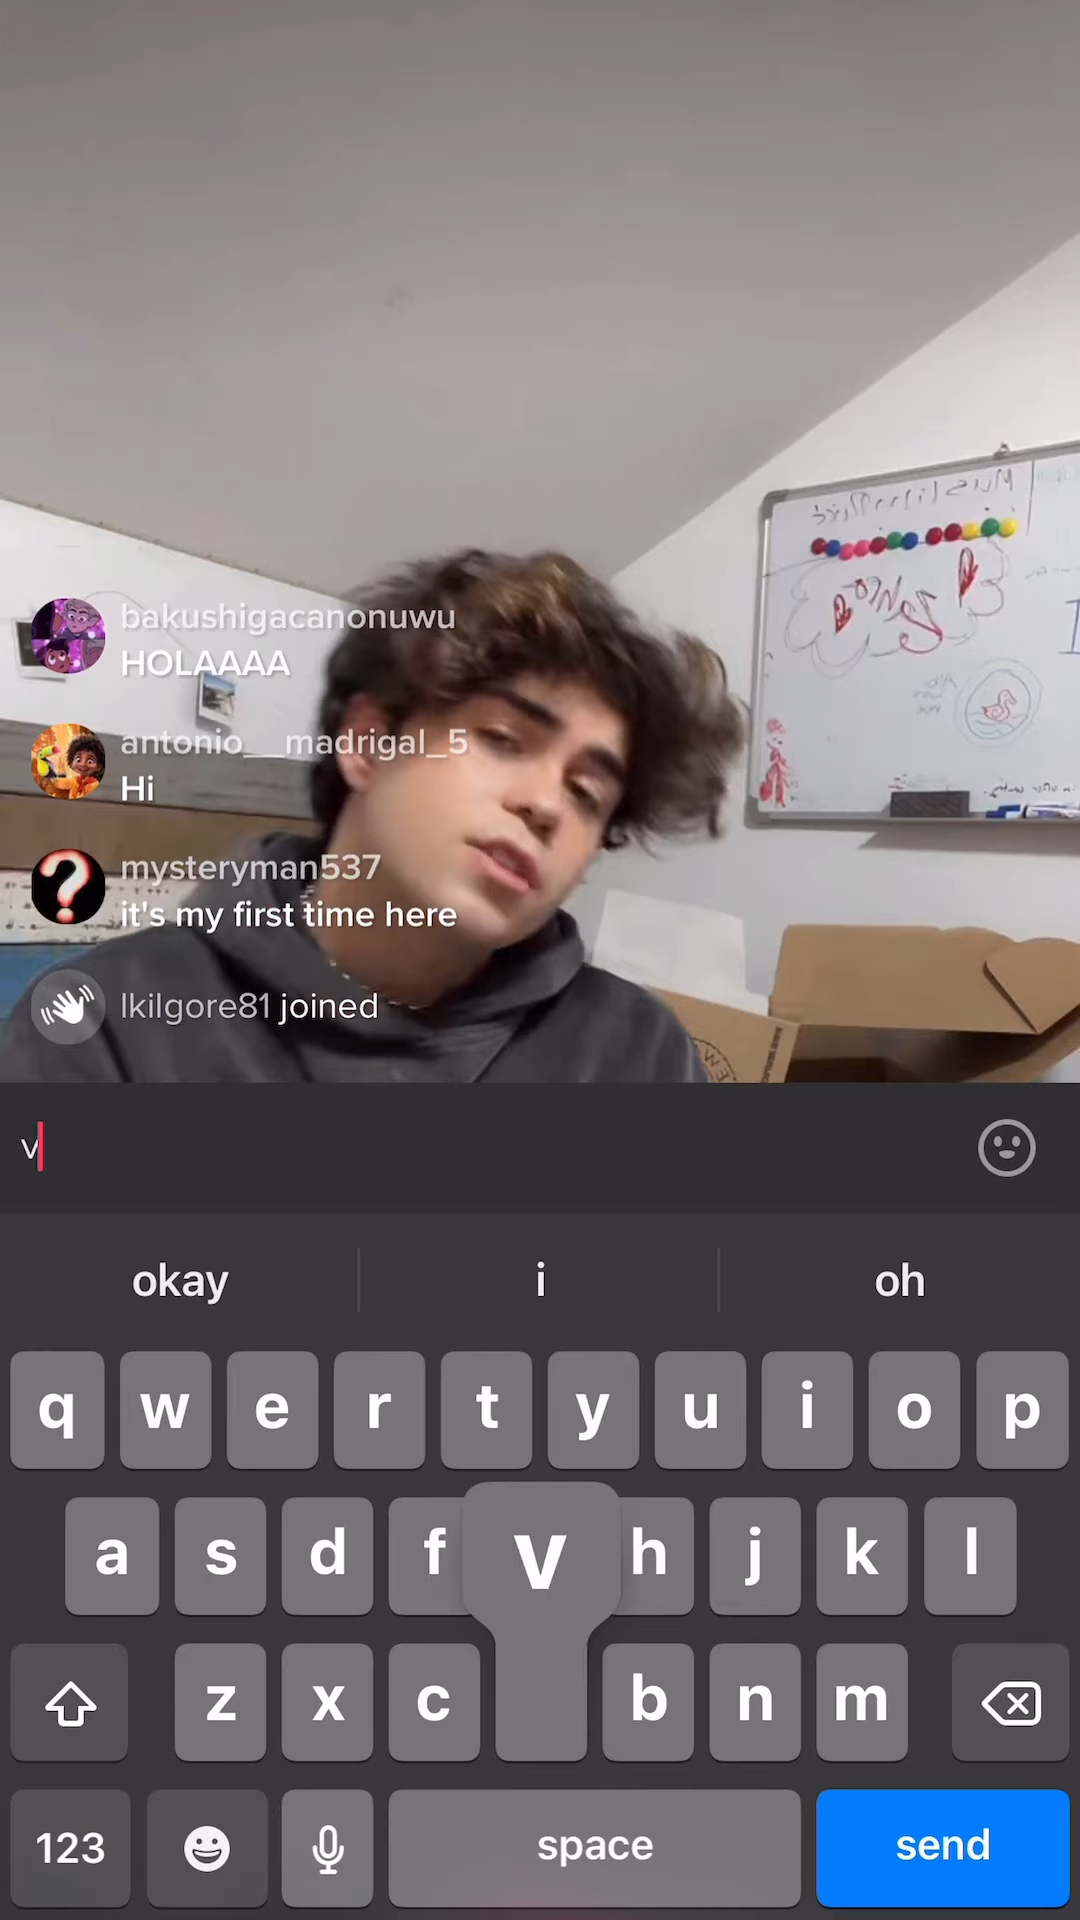 bakushigacanonuwu
HOLAAAA
antonio__madrigal_5
Hi
mysteryman537
it's my first time here
lkilgore81 joined
v
okay i oh
q w e r t y u i o p
a s d f v h j k l
z x c b n m
123 space send